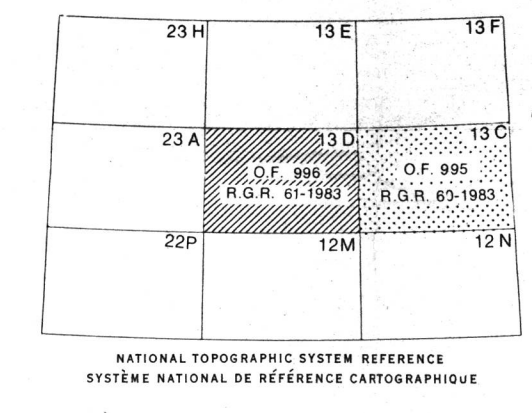 23 H
13 E
13 F
23 A
13 D
13 C
O.F. 996
R.G.R. 61-1983
O.F. 995
R.G.R. 60-1983
22P
12M
12 N
NATIONAL TOPOGRAPHIC SYSTEM REFERENCE
SYSTÈME NATIONAL DE RÉFÉRENCE CARTOGRAPHIQUE